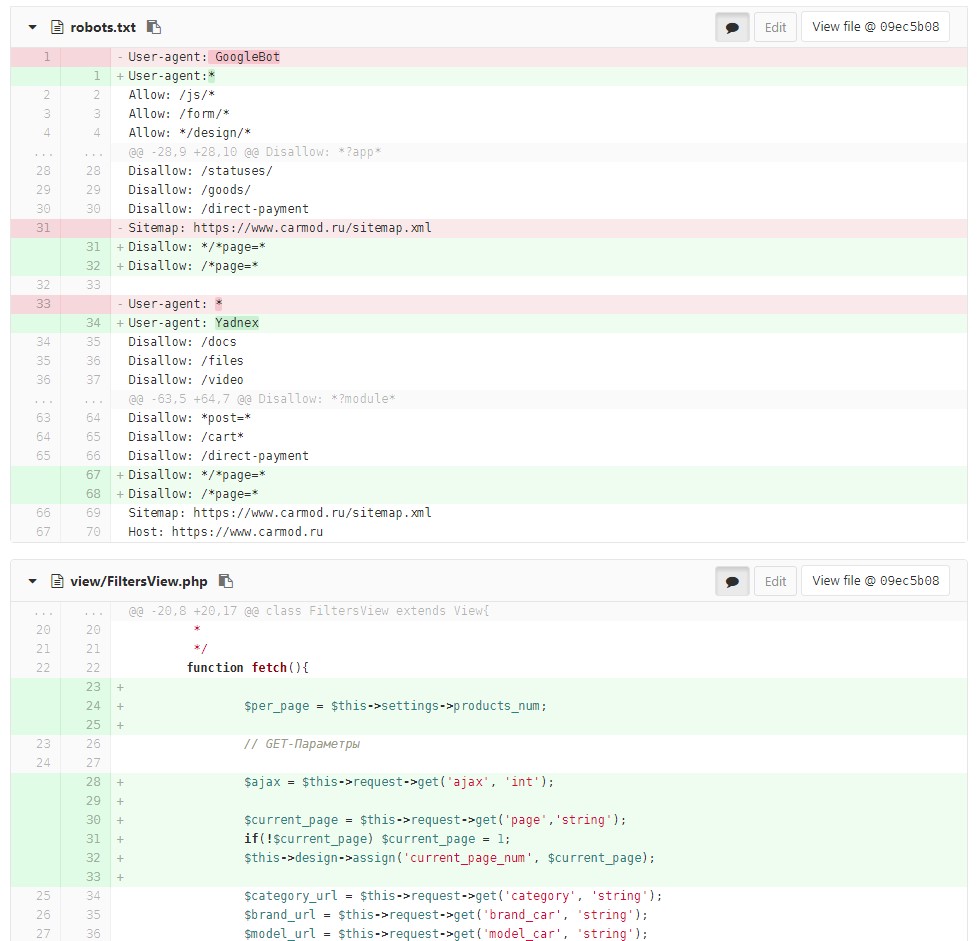 robots.txt Edit View file @ 09ec5b08
1 - User-agent: GoogleBot
1 + User-agent:*
2 2 Allow: /js/*
3 3 Allow: /form/*
4 4 Allow: */design/*
... ... @@ -28,9 +28,10 @@ Disallow: *?app*
28 28 Disallow: /statuses/
29 29 Disallow: /goods/
30 30 Disallow: /direct-payment
31 - Sitemap: https://www.carmod.ru/sitemap.xml
31 + Disallow: */*page=*
32 + Disallow: /*page=*
32 33
33 - User-agent: *
34 + User-agent: Yadnex
34 35 Disallow: /docs
35 36 Disallow: /files
36 37 Disallow: /video
... ... @@ -63,5 +64,7 @@ Disallow: *?module*
63 64 Disallow: *post=*
64 65 Disallow: /cart*
65 66 Disallow: /direct-payment
67 + Disallow: */*page=*
68 + Disallow: /*page=*
66 69 Sitemap: https://www.carmod.ru/sitemap.xml
67 70 Host: https://www.carmod.ru
view/FiltersView.php Edit View file @ 09ec5b08
... ... @@ -20,8 +20,17 @@ class FiltersView extends View{
20 20 *
21 21 */
22 22 function fetch(){
23 +
24 + $per_page = $this->settings->products_num;
25 +
23 26 // GET-Параметры
24 27
28 + $ajax = $this->request->get('ajax', 'int');
29 +
30 + $current_page = $this->request->get('page','string');
31 + if(!$current_page) $current_page = 1;
32 + $this->design->assign('current_page_num', $current_page);
33 +
25 34 $category_url = $this->request->get('category', 'string');
26 35 $brand_url = $this->request->get('brand_car', 'string');
27 36 $model_url = $this->request->get('model_car', 'string');